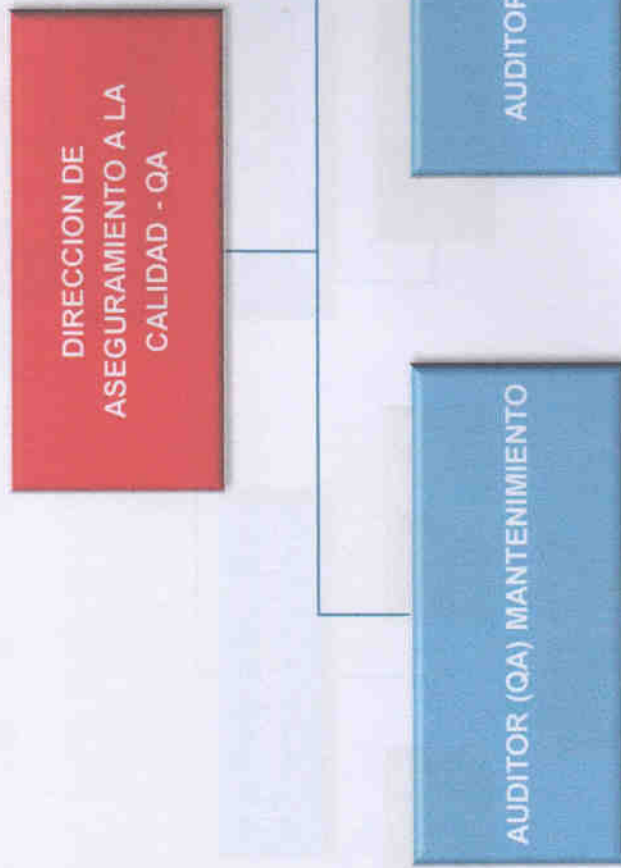 DIRECCION DE
ASEGURAMIENTO A LA
CALIDAD - QA
AUDITOR (QA) MANTENIMIENTO
AUDITOR